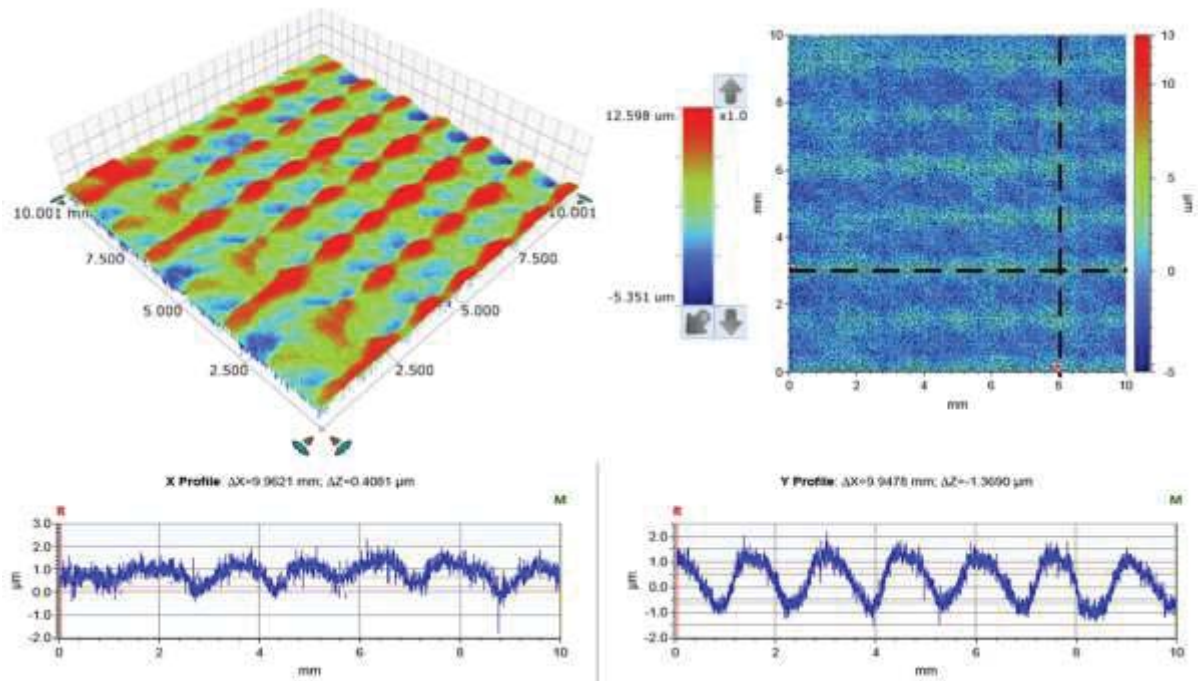 12.598 um
x1.0
-5.351 um
10.001 mm
7.500
5.000
2.500
2.500
5.000
7.500
10.001
10
8
6
4
2
0
mm
0 2 4 6 8 10
mm
13
10
5
0
-5
µm
X Profile: ΔX=9.9621 mm; ΔZ=0.4081 µm
R
M
3.0
2.0
1.0
0.0
-1.0
-2.0
µm
0 2 4 6 8 10
mm
Y Profile: ΔX=9.9478 mm; ΔZ=-1.3690 µm
R
M
2.0
1.0
0.0
-1.0
-2.0
µm
0 2 4 6 8 10
mm